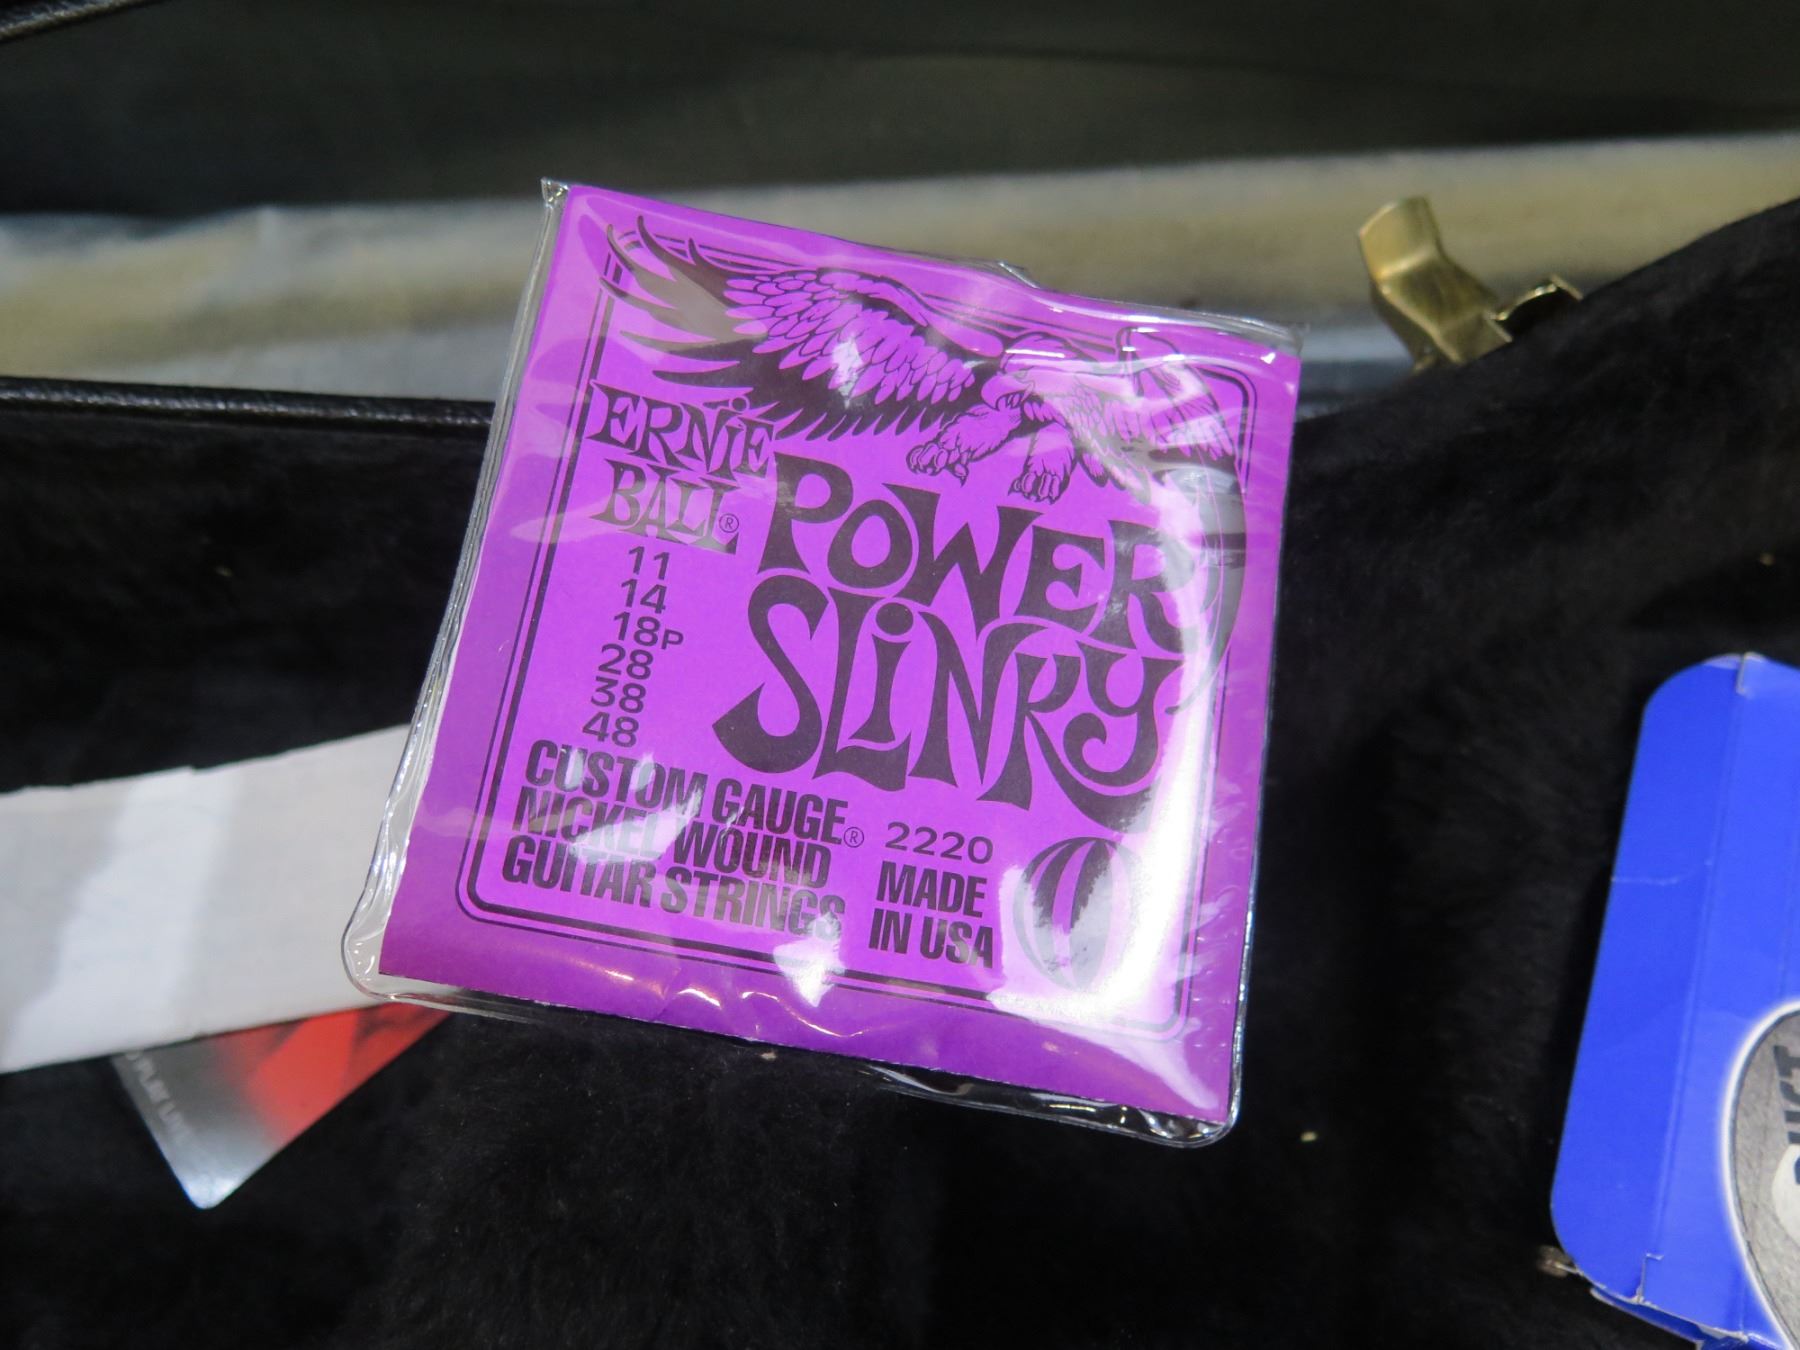 ERNiE
BALL®
POWER
SLiNKY
11
14
18P
28
38
48
CUSTOM GAUGE®
NICKEL WOUND
GUITAR STRINGS
2220
MADE
IN USA